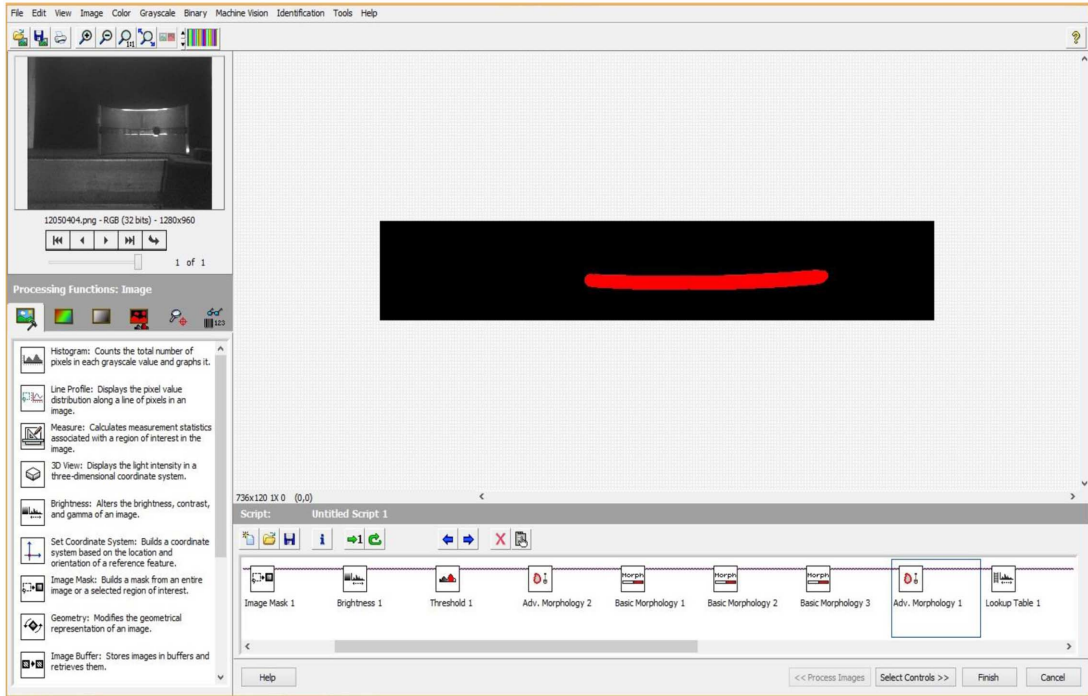 File Edit View Image Color Grayscale Binary Machine Vision Identification Tools Help
1:1
?
12050404.png - RGB (32 bits) - 1280x960
1 of 1
Processing Functions: Image
123
Histogram: Counts the total number of
pixels in each grayscale value and graphs it.
Line Profile: Displays the pixel value
distribution along a line of pixels in an
image.
Measure: Calculates measurement statistics
associated with a region of interest in the
image.
3D View: Displays the light intensity in a
three-dimensional coordinate system.
Brightness: Alters the brightness, contrast,
and gamma of an image.
Set Coordinate System: Builds a coordinate
system based on the location and
orientation of a reference feature.
Image Mask: Builds a mask from an entire
image or a selected region of interest.
Geometry: Modifies the geometrical
representation of an image.
Image Buffer: Stores images in buffers and
retrieves them.
736x120 1X 0 (0,0)
Script: Untitled Script 1
i
1
X
Morph
Morph
Morph
Image Mask 1 Brightness 1 Threshold 1 Adv. Morphology 2 Basic Morphology 1 Basic Morphology 2 Basic Morphology 3 Adv. Morphology 1 Lookup Table 1
Help << Process Images Select Controls >> Finish Cancel